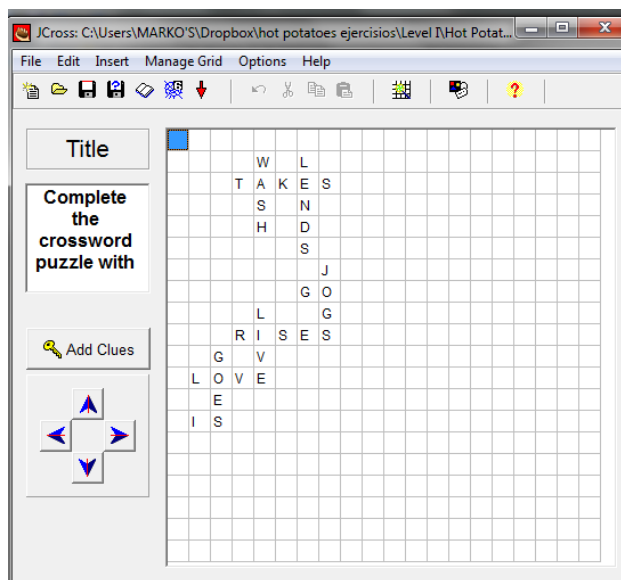 JCross: C:\Users\MARKO'S\Dropbox\hot potatoes ejercisios\Level I\Hot Potat...
File Edit Insert Manage Grid Options Help
Title
Complete
the
crossword
puzzle with
Add Clues
W L
T A K E S
S N
H D
S
J
G O
L G
R I S E S
G V
L O V E
E
I S